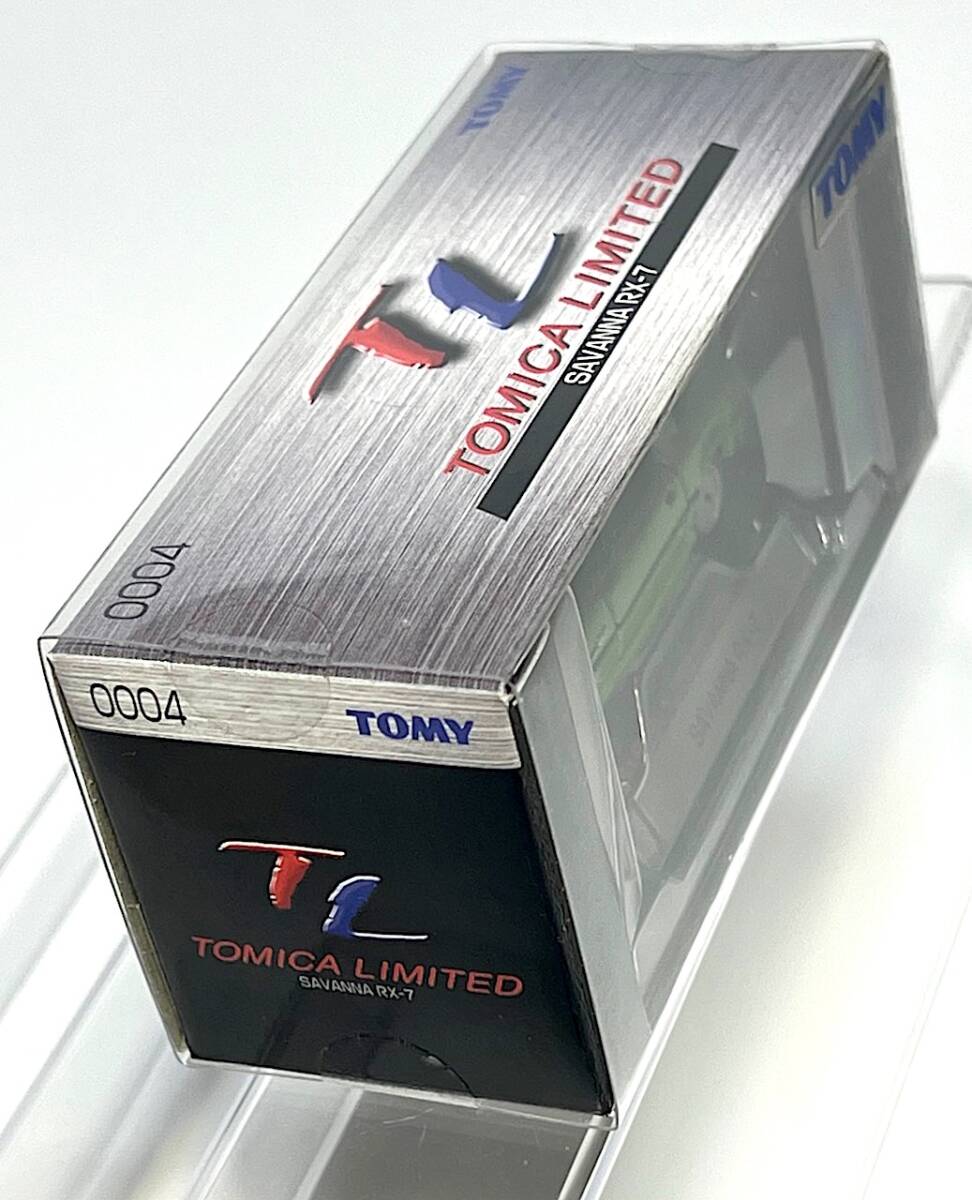 TOMY
TL
TOMICA LIMITED
SAVANNA RX-7
0004
TOMY
0004
TOMY
TL
TOMICA LIMITED
SAVANNA RX-7